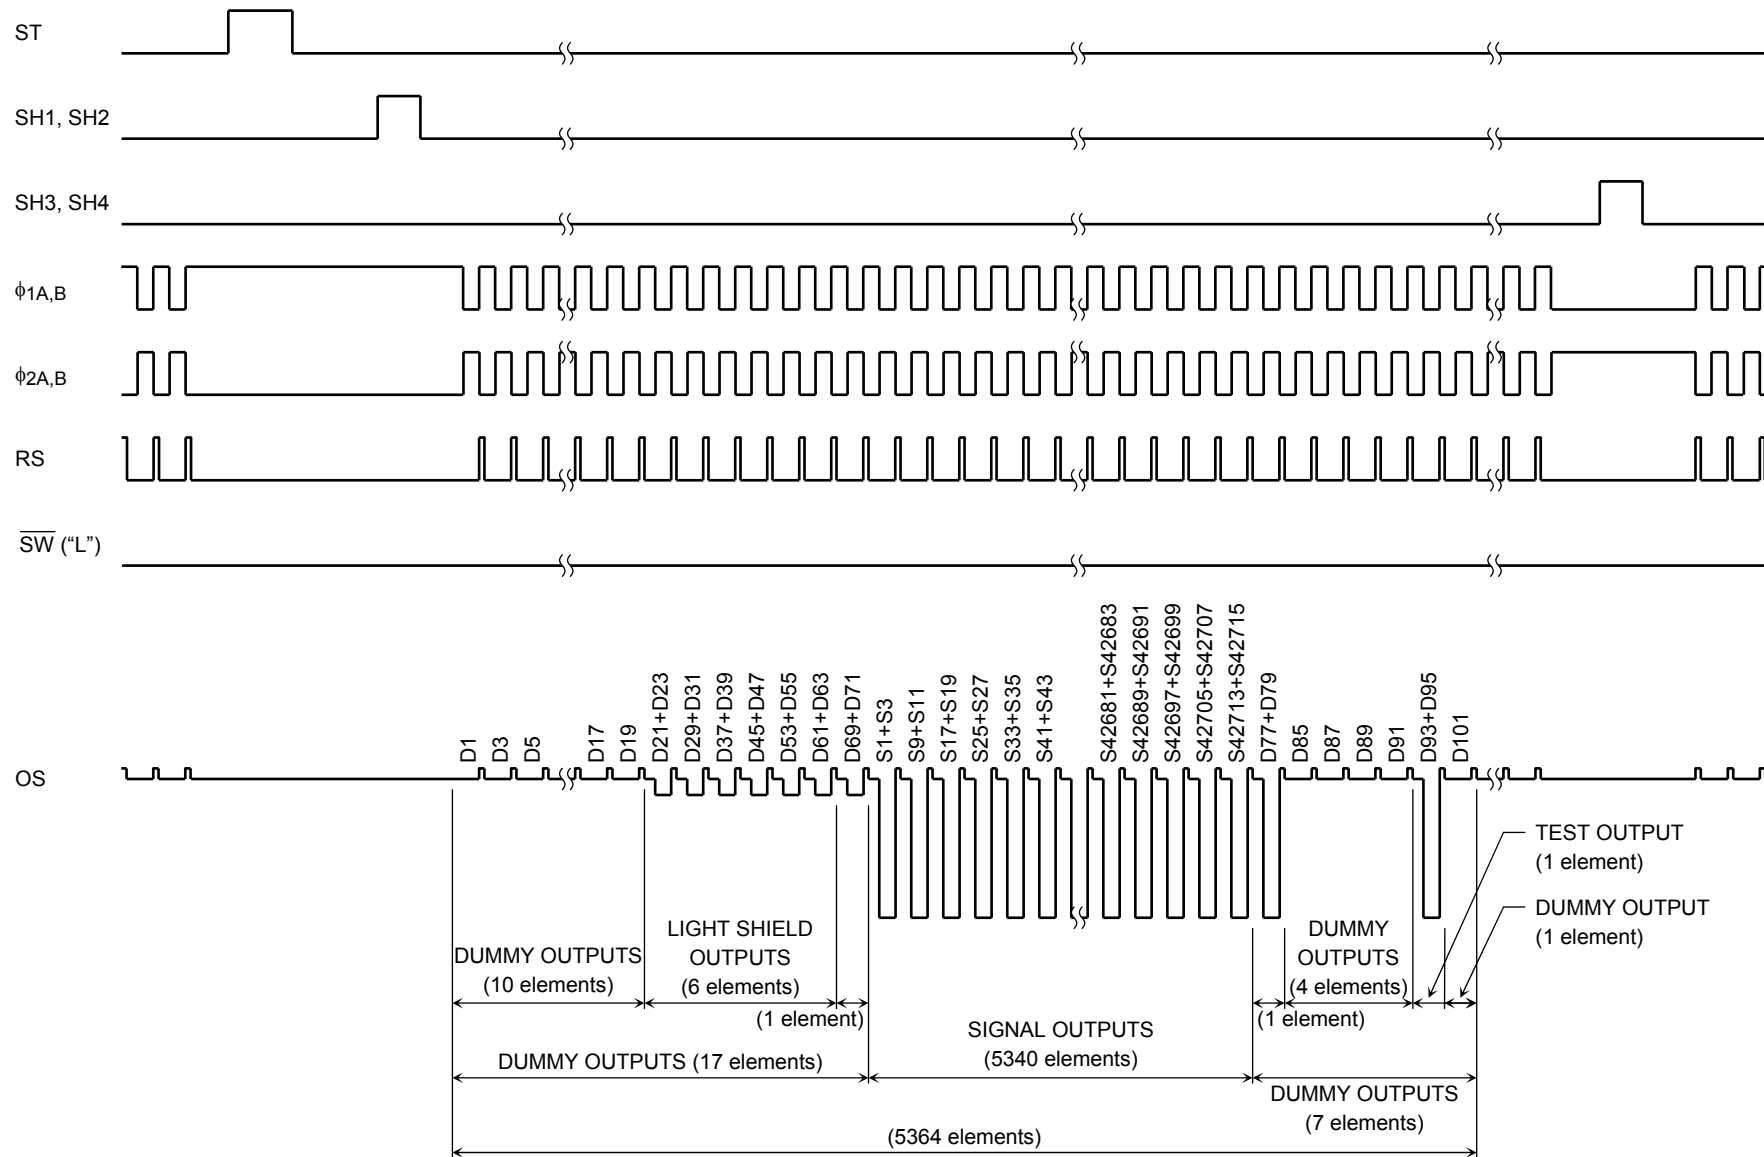 ST
SH1, SH2
SH3, SH4
ϕ1A,B
ϕ2A,B
RS
SW (“L”)
OS
D1
D3
D5
D17
D19
D21+D23
D29+D31
D37+D39
D45+D47
D53+D55
D61+D63
D69+D71
S1+S3
S9+S11
S17+S19
S25+S27
S33+S35
S41+S43
S42681+S42683
S42689+S42691
S42697+S42699
S42705+S42707
S42713+S42715
D77+D79
D85
D87
D89
D91
D93+D95
D101
TEST OUTPUT
(1 element)
DUMMY OUTPUT
(1 element)
DUMMY OUTPUTS
(10 elements)
LIGHT SHIELD
OUTPUTS
(6 elements)
(1 element)
DUMMY
OUTPUTS
(4 elements)
(1 element)
SIGNAL OUTPUTS
(5340 elements)
DUMMY OUTPUTS (17 elements)
DUMMY OUTPUTS
(7 elements)
(5364 elements)